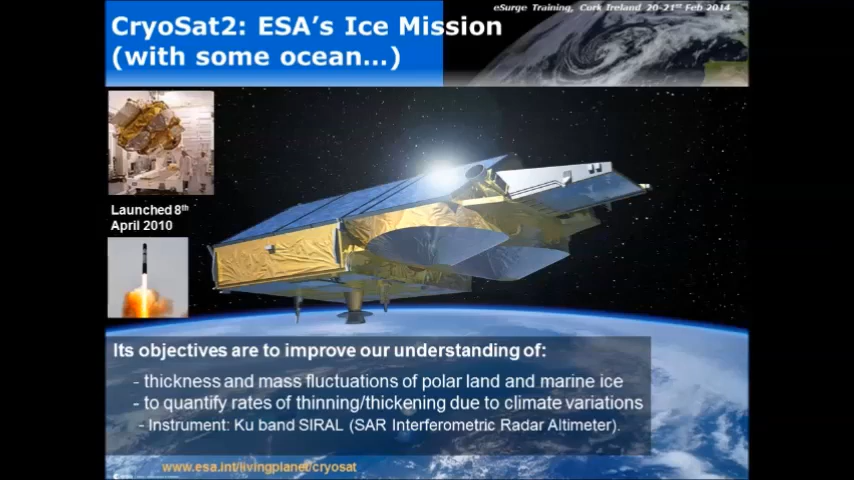 eSurge Training, Cork Ireland 20-21st Feb 2014
CryoSat2: ESA's Ice Mission
(with some ocean...)
Launched 8th
April 2010
Its objectives are to improve our understanding of:
- thickness and mass fluctuations of polar land and marine ice
- to quantify rates of thinning/thickening due to climate variations
- Instrument: Ku band SIRAL (SAR Interferometric Radar Altimeter).
www.esa.int/livingplanet/cryosat